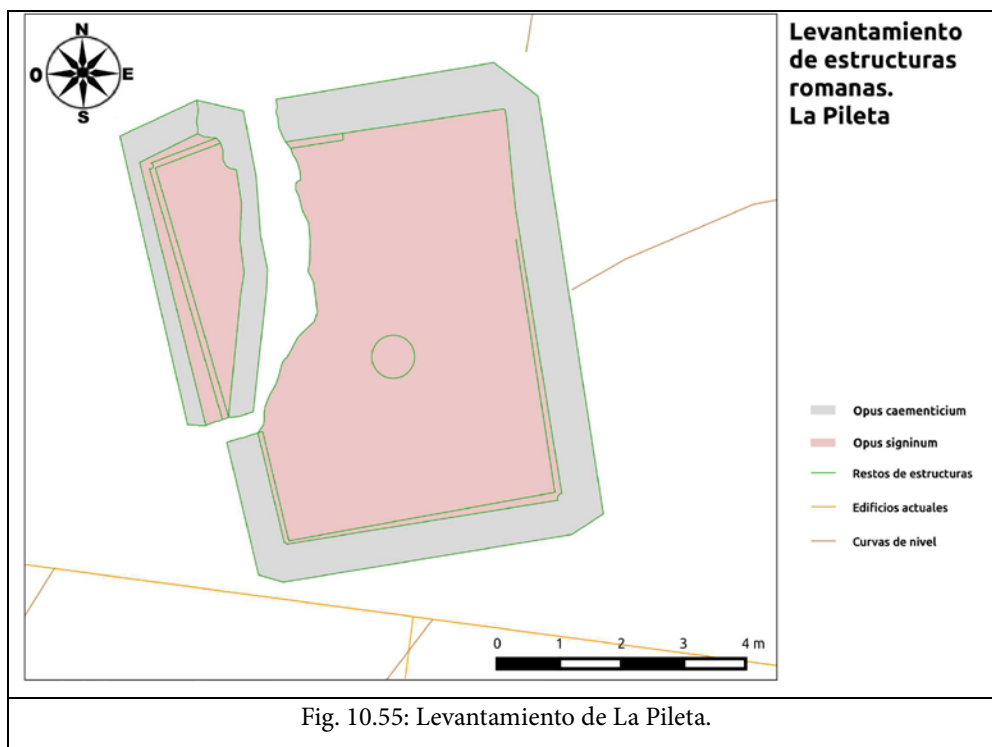 Levantamiento
de estructuras
romanas.
La Pileta
N
O E
S
Opus caementicium
Opus signinum
Restos de estructuras
Edificios actuales
Curvas de nivel
0 1 2 3 4 m
Fig. 10.55: Levantamiento de La Pileta.